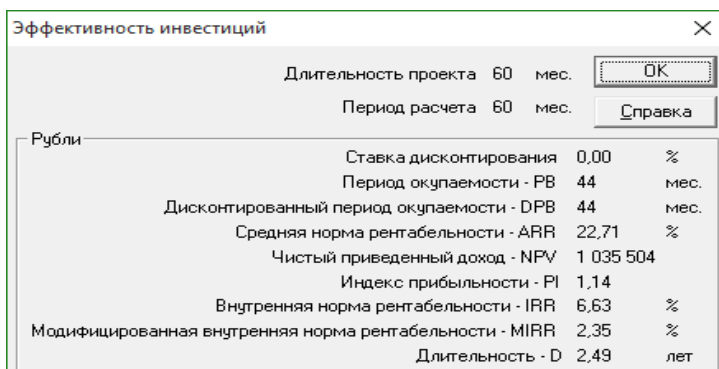 Эффективность инвестиций
Длительность проекта 60 мес. OK
Период расчета 60 мес. Справка
Рубли
Ставка дисконтирования 0,00 %
Период окупаемости - PB 44 мес.
Дисконтированный период окупаемости - DPB 44 мес.
Средняя норма рентабельности - ARR 22,71 %
Чистый приведенный доход - NPV 1 035 504
Индекс прибыльности - PI 1,14
Внутренняя норма рентабельности - IRR 6,63 %
Модифицированная внутренняя норма рентабельности - MIRR 2,35 %
Длительность - D 2,49 лет